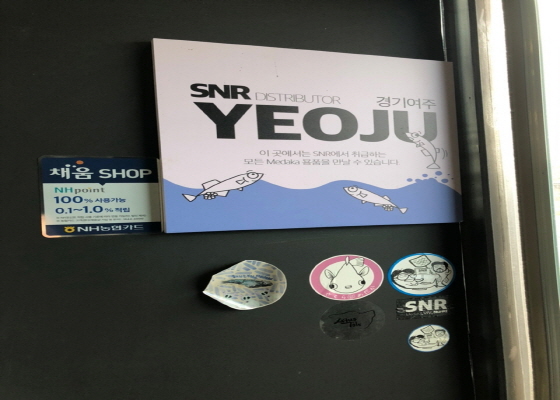 SNR DISTRIBUTOR 경기여주
YEOJU
이 곳에서는 SNR에서 취급하는
모든 Medaka 용품을 만날 수 있습니다.
채움 SHOP
NHpoint
100% 사용가능
0.1~1.0% 적립
NH농협카드
SNR